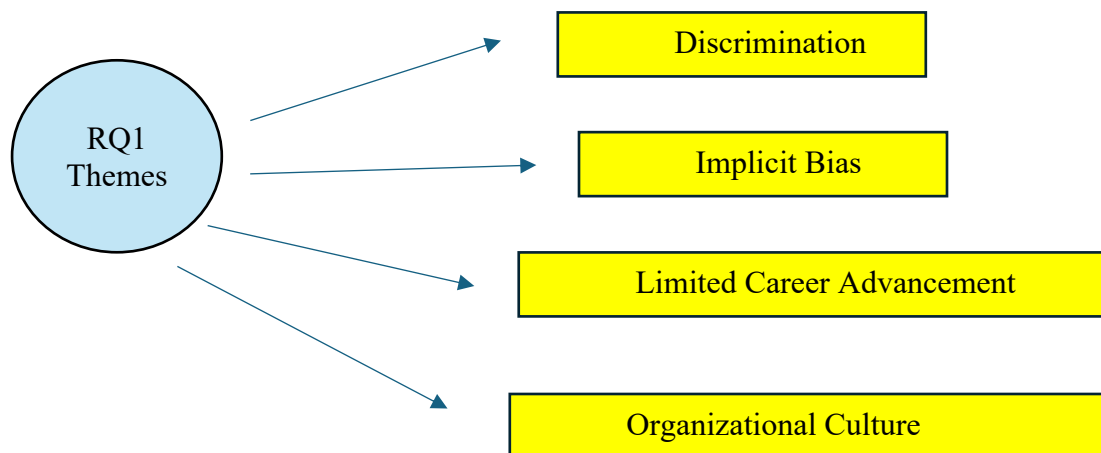 RQ1
Themes
Discrimination
Implicit Bias
Limited Career Advancement
Organizational Culture